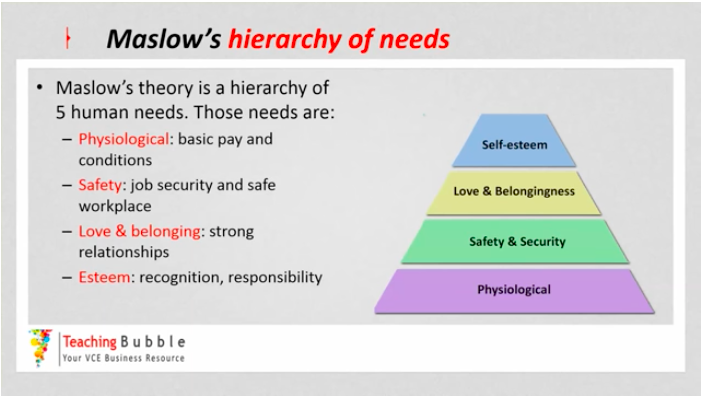 Maslow's hierarchy of needs
• Maslow's theory is a hierarchy of
5 human needs. Those needs are:
– Physiological: basic pay and
conditions
– Safety: job security and safe
workplace
– Love & belonging: strong
relationships
– Esteem: recognition, responsibility
Self-esteem
Love & Belongingness
Safety & Security
Physiological
Teaching Bubble
Your VCE Business Resource